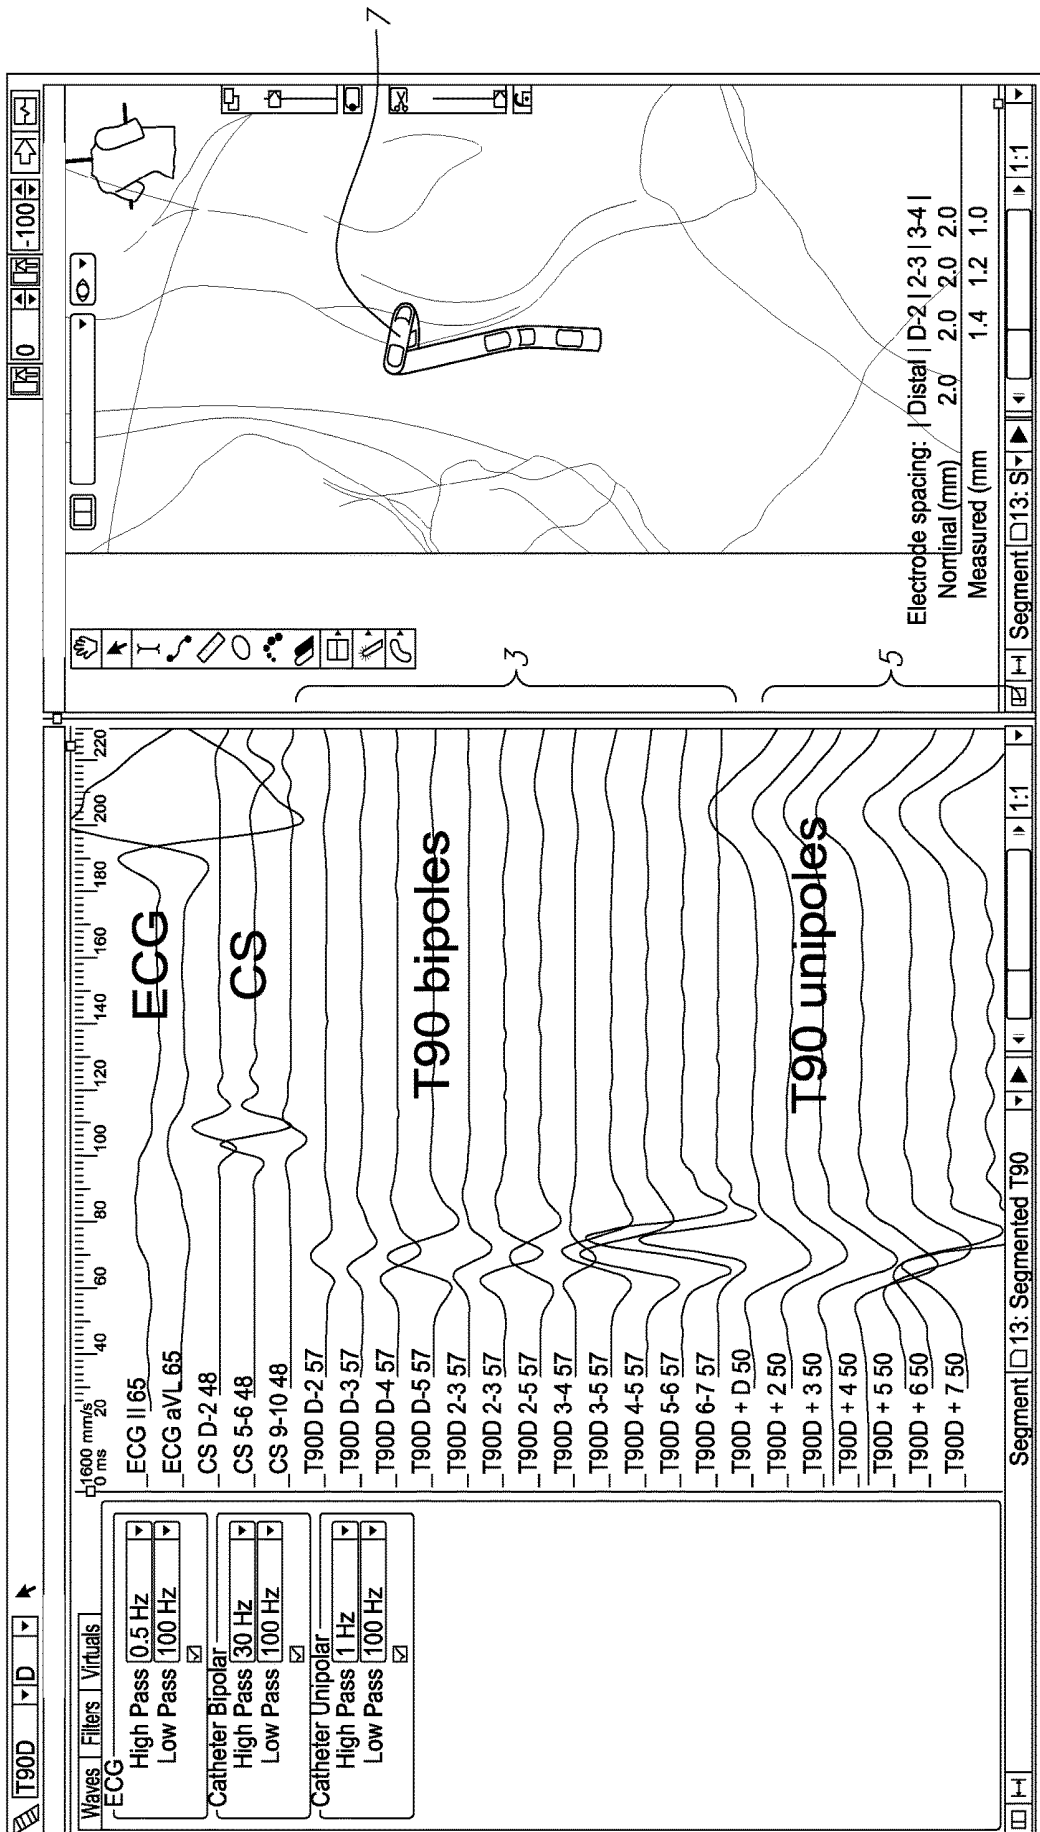 T90D D
0 -100
Waves Filters Virtuals
ECG
High Pass 0.5 Hz
Low Pass 100 Hz
Catheter Bipolar
High Pass 30 Hz
Low Pass 100 Hz
Catheter Unipolar
High Pass 1 Hz
Low Pass 100 Hz
1600 mm/s
0 ms 20 40 60 80 100 120 140 160 180 200 220
ECG II 65
ECG aVL 65
CS D-2 48
CS 5-6 48
CS 9-10 48
T90D D-2 57
T90D D-3 57
T90D D-4 57
T90D D-5 57
T90D 2-3 57
T90D 2-3 57
T90D 2-5 57
T90D 3-4 57
T90D 3-5 57
T90D 4-5 57
T90D 5-6 57
T90D 6-7 57
T90D + D 50
T90D + 2 50
T90D + 3 50
T90D + 4 50
T90D + 5 50
T90D + 6 50
T90D + 7 50
ECG
CS
T90 bipoles
T90 unipoles
3
5
7
Electrode spacing: | Distal | D-2 | 2-3 | 3-4 |
Nominal (mm) 2.0 2.0 2.0 2.0
Measured (mm 1.4 1.2 1.0
Segment 13: Segmented T90 1:1
Segment 13: S 1:1